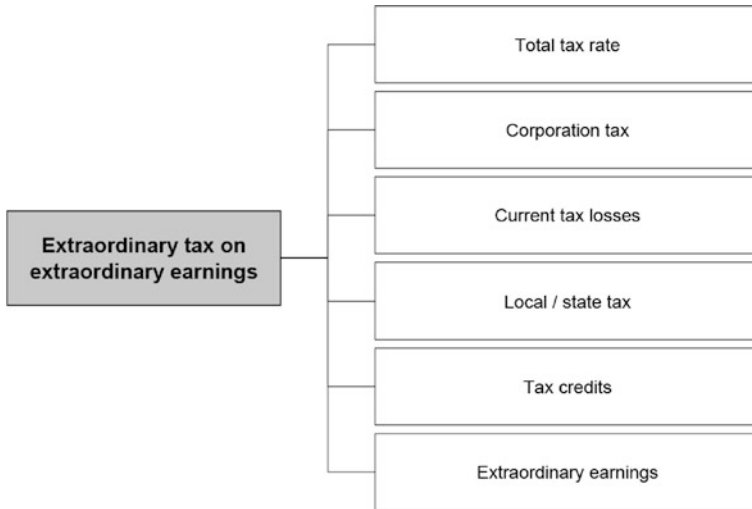 Total tax rate
Corporation tax
Current tax losses
Extraordinary tax on
extraordinary earnings
Local / state tax
Tax credits
Extraordinary earnings